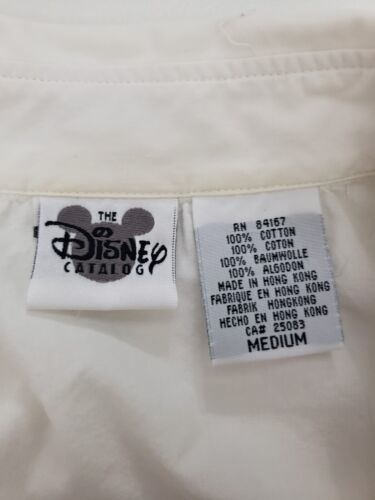 THE
Disney
CATALOG
RN 84167
100% COTTON
100% COTON
100% BAUMWOLLE
100% ALGODON
MADE IN HONG KONG
FABRIQUE EN HONG KONG
FABRIK HONGKONG
HECHO EN HONG KONG
CA# 25083
MEDIUM